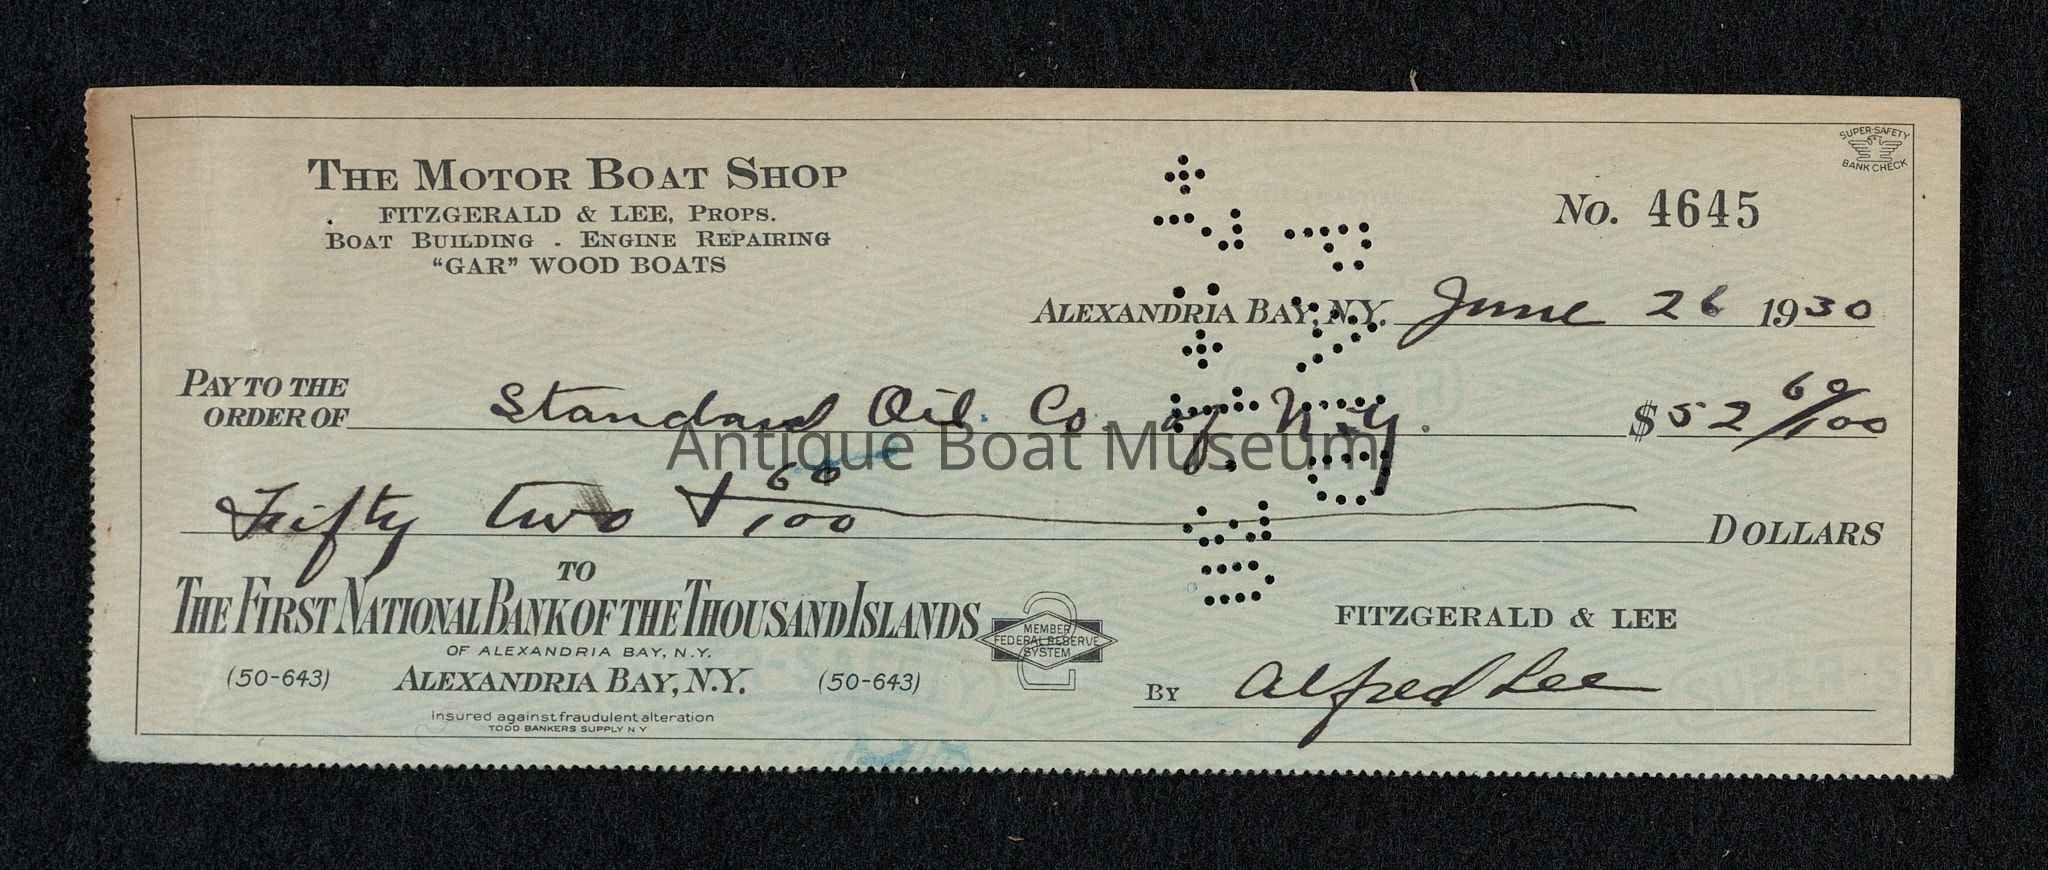 SUPER-SAFETY
BANK CHECK
THE MOTOR BOAT SHOP
FITZGERALD & LEE, PROPS.
BOAT BUILDING - ENGINE REPAIRING
"GAR" WOOD BOATS
No. 4645
ALEXANDRIA BAY, N.Y. June 26 1930
PAY TO THE
ORDER OF Standard Oil Co. of N.Y. $52 60/100
Antique Boat Museum
Fifty two & 60/100 DOLLARS
TO
THE FIRST NATIONAL BANK OF THE THOUSAND ISLANDS
OF ALEXANDRIA BAY, N.Y.
(50-643) ALEXANDRIA BAY, N.Y. (50-643)
MEMBER
FEDERAL RESERVE
SYSTEM
FITZGERALD & LEE
BY Alfred Lee
Insured against fraudulent alteration
TODD BANKERS SUPPLY N Y